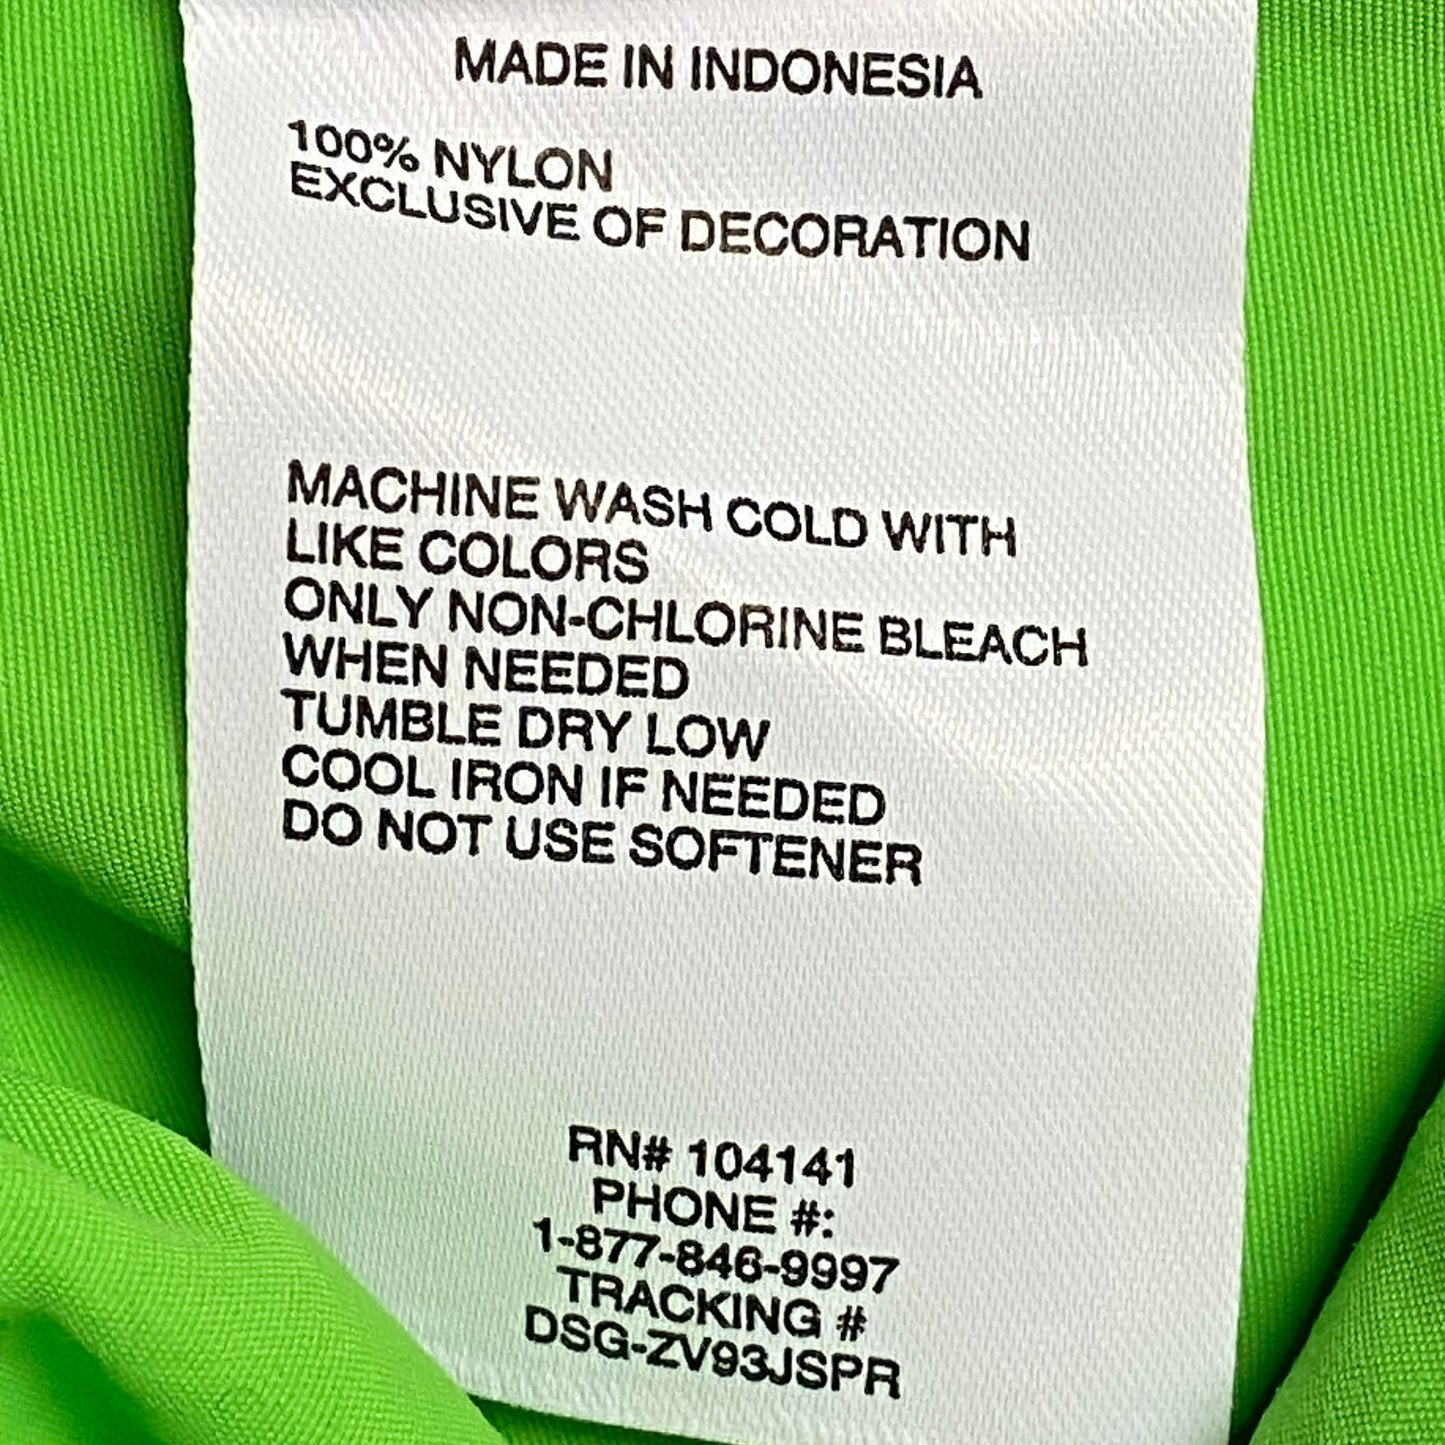 MADE IN INDONESIA
100% NYLON
EXCLUSIVE OF DECORATION
MACHINE WASH COLD WITH
LIKE COLORS
ONLY NON-CHLORINE BLEACH
WHEN NEEDED
TUMBLE DRY LOW
COOL IRON IF NEEDED
DO NOT USE SOFTENER
RN# 104141
PHONE #:
1-877-846-9997
TRACKING #
DSG-ZV93JSPR